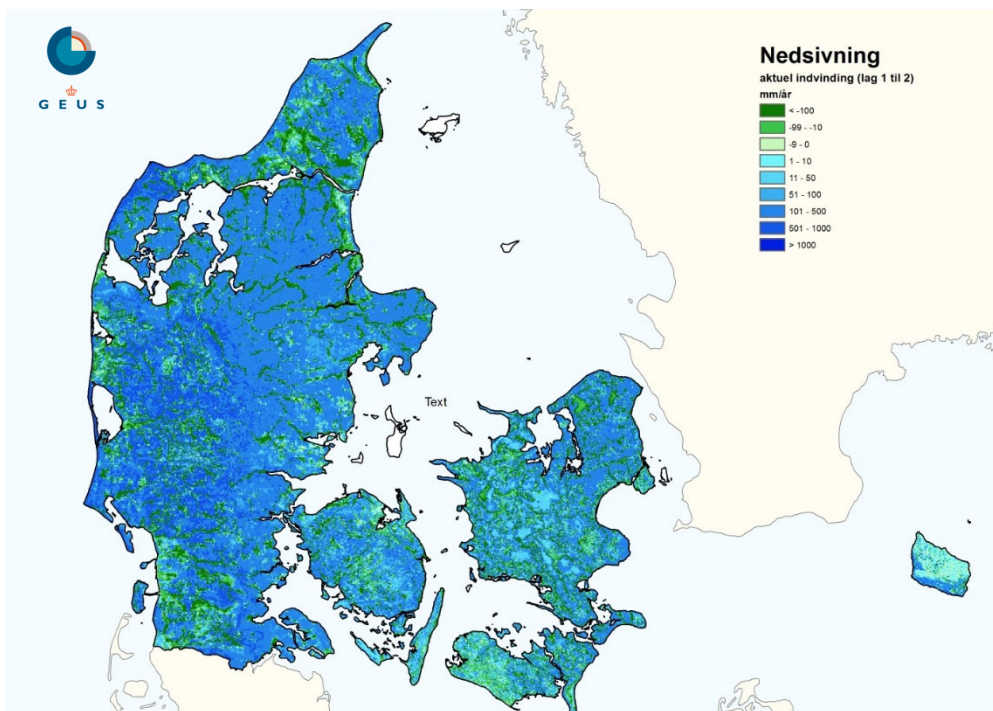 GEUS
Nedsivning
aktuel indvinding (lag 1 til 2)
mm/år
< -100
-99 - -10
-9 - 0
1 - 10
11 - 50
51 - 100
101 - 500
501 - 1000
> 1000
Text